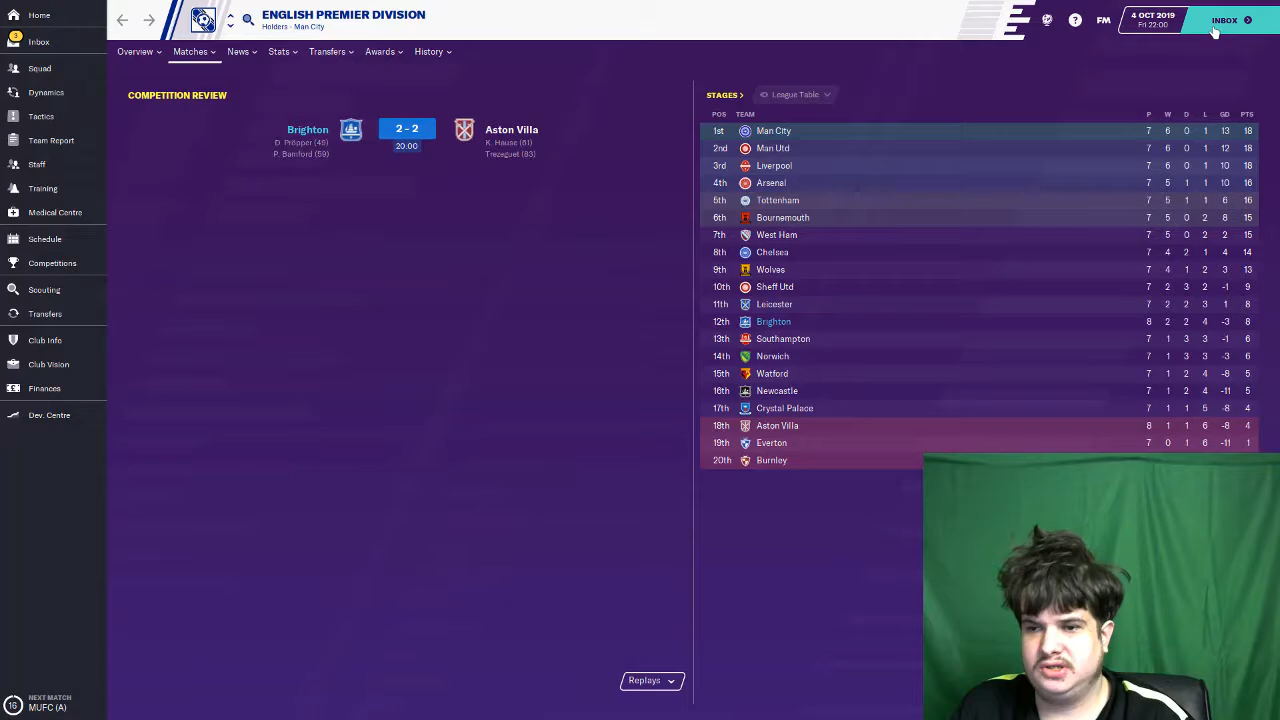 ENGLISH PREMIER DIVISION
Holders - Man City
FM
4 OCT 2019
Fri 22:00
INBOX
Home
3
Inbox
Squad
Dynamics
Tactics
Team Report
Staff
Training
Medical Centre
Schedule
Competitions
Scouting
Transfers
Club Info
Club Vision
Finances
Dev. Centre
16
NEXT MATCH
MUFC (A)
Overview
Matches
News
Stats
Transfers
Awards
History
COMPETITION REVIEW
Brighton 2 - 2 Aston Villa
D. Pröpper (49) 20:00 K. Hause (61)
P. Bamford (59) Trezeguet (83)
Replays
STAGES > League Table
POS TEAM P W D L GD PTS
1st Man City 7 6 0 1 13 18
2nd Man Utd 7 6 0 1 12 18
3rd Liverpool 7 6 0 1 10 18
4th Arsenal 7 5 1 1 10 16
5th Tottenham 7 5 1 1 6 16
6th Bournemouth 7 5 0 2 8 15
7th West Ham 7 5 0 2 2 15
8th Chelsea 7 4 2 1 4 14
9th Wolves 7 4 1 2 3 13
10th Sheff Utd 7 2 3 2 -1 9
11th Leicester 7 2 2 3 1 8
12th Brighton 8 2 2 4 -3 8
13th Southampton 7 1 3 3 -1 6
14th Norwich 7 1 3 3 -3 6
15th Watford 7 1 2 4 -8 5
16th Newcastle 7 1 2 4 -11 5
17th Crystal Palace 7 1 1 5 -8 4
18th Aston Villa 8 1 1 6 -8 4
19th Everton 7 0 1 6 -11 1
20th Burnley